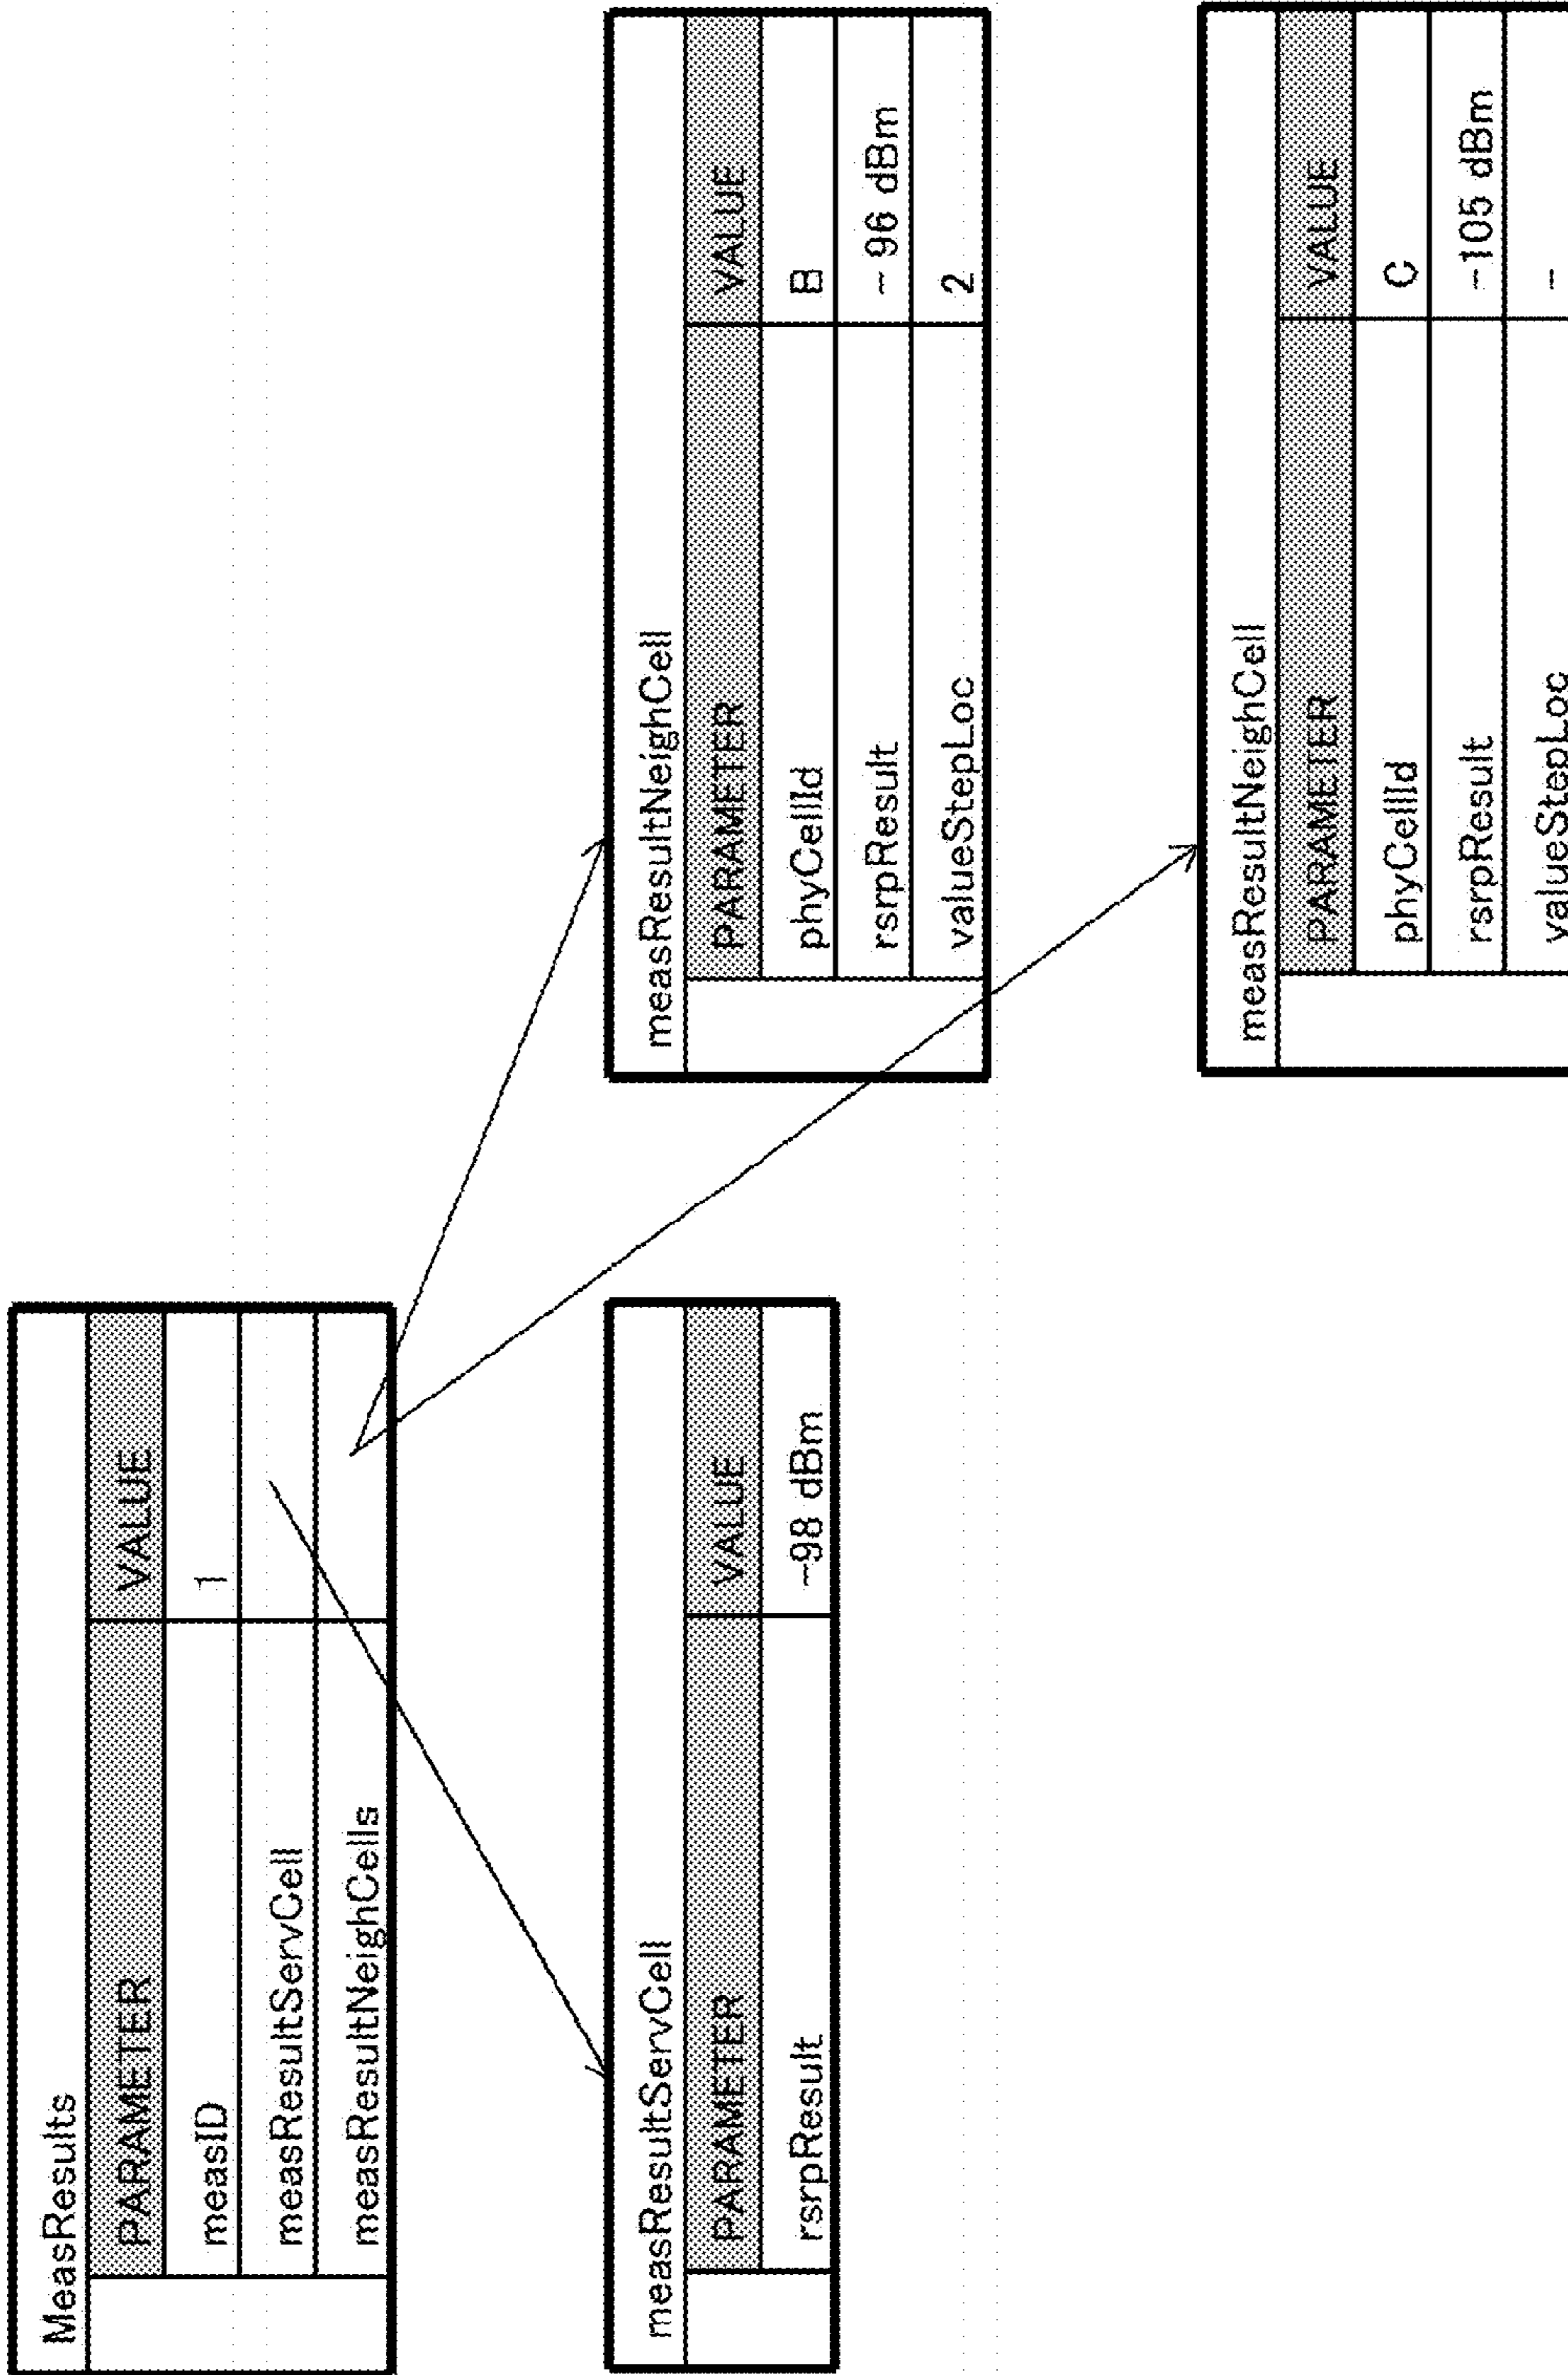 MeasResults
PARAMETER VALUE
measID 1
measResultServCell
measResultNeighCells
measResultServCell
PARAMETER VALUE
rsrpResult -98 dBm
measResultNeighCell
PARAMETER VALUE
phyCellId B
rsrpResult - 96 dBm
valueStepLoc 2
measResultNeighCell
PARAMETER VALUE
phyCellId C
rsrpResult -105 dBm
valueStepLoc -